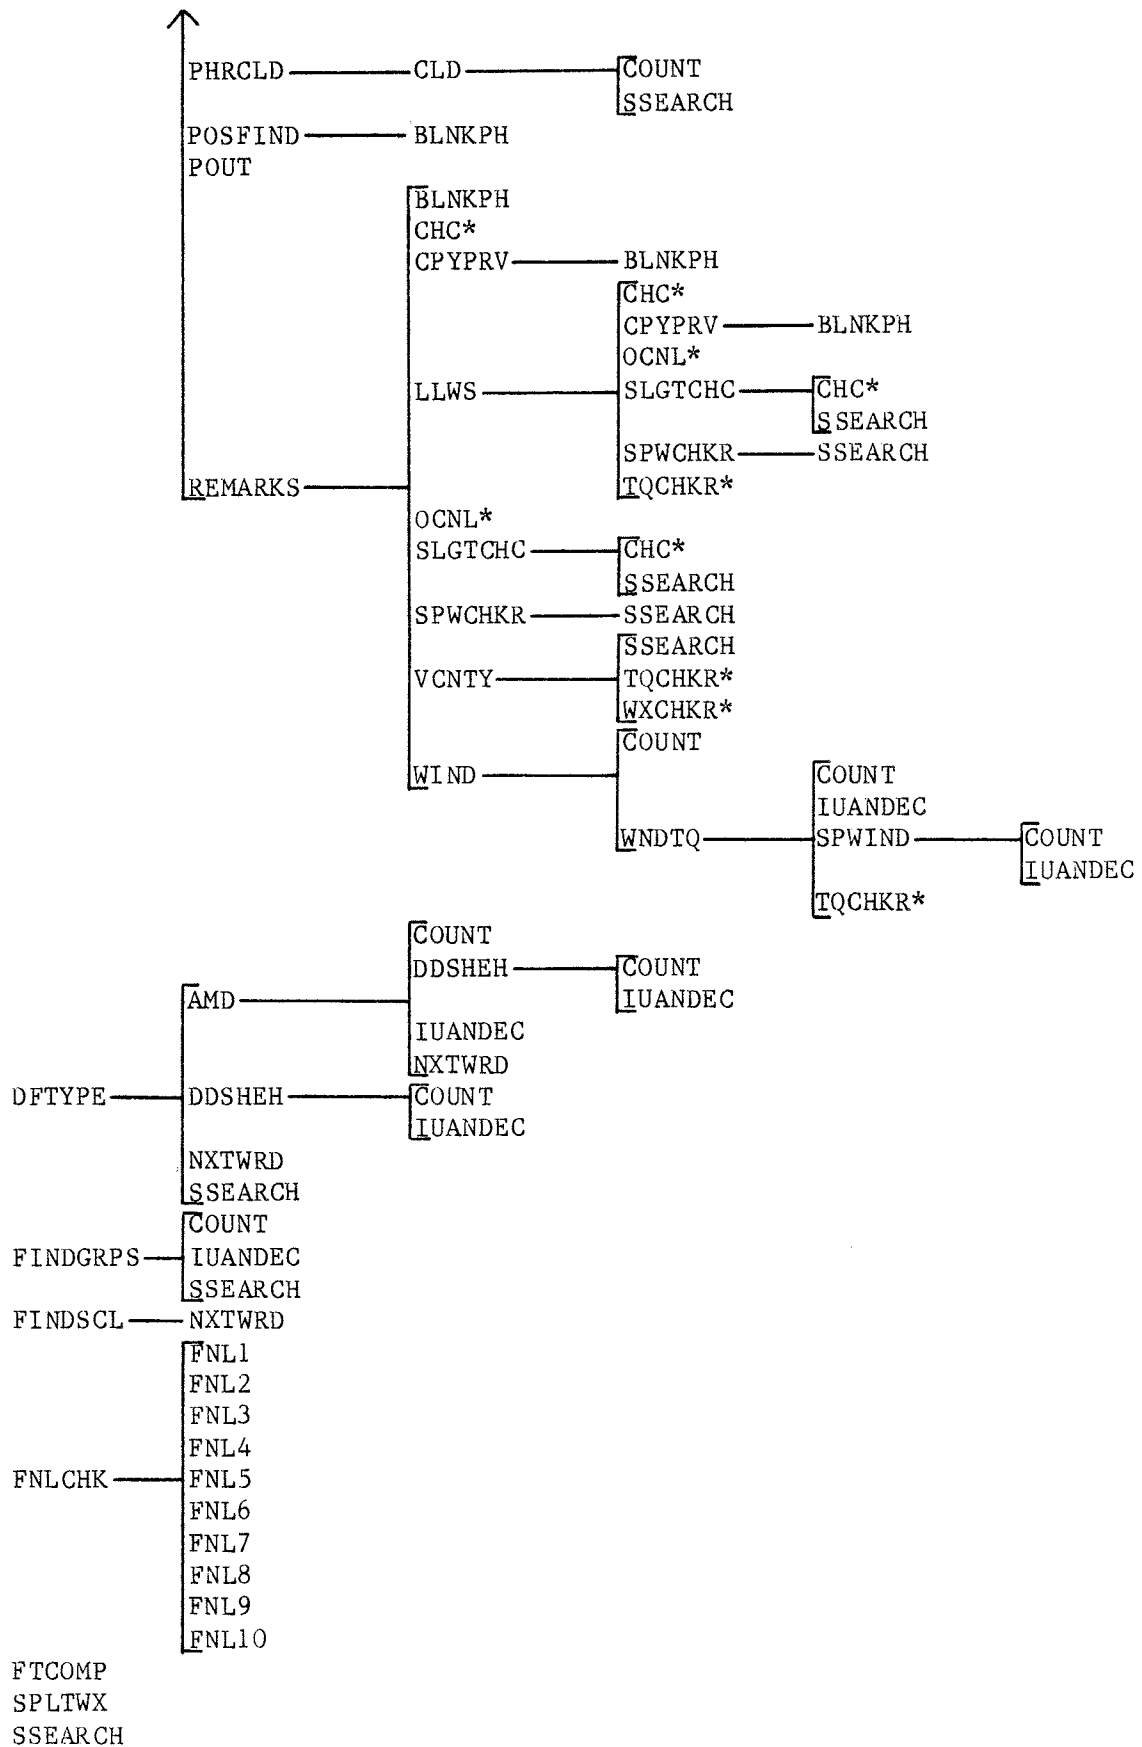 PHRCLD CLD COUNT
SSEARCH
POSFIND BLNKPH
POUT
BLNKPH
CHC*
CPYPRV BLNKPH
CHC*
CPYPRV BLNKPH
OCNL*
LLWS SLGTCHC CHC*
SSEARCH
SPWCHKR SSEARCH
REMARKS TQCHKR*
OCNL*
SLGTCHC CHC*
SSEARCH
SPWCHKR SSEARCH
SSEARCH
VCNTY TQCHKR*
WXCHKR*
COUNT
WIND COUNT
IUANDEC
WNDTQ SPWIND COUNT
IUANDEC
TQCHKR*
COUNT
DDSHEH COUNT
AMD IUANDEC
IUANDEC
NXTWRD
DFTYPE DDSHEH COUNT
IUANDEC
NXTWRD
SSEARCH
COUNT
FINDGRPS IUANDEC
SSEARCH
FINDSCL NXTWRD
FNL1
FNL2
FNL3
FNL4
FNLCHK FNL5
FNL6
FNL7
FNL8
FNL9
FNL10
FTCOMP
SPLTWX
SSEARCH